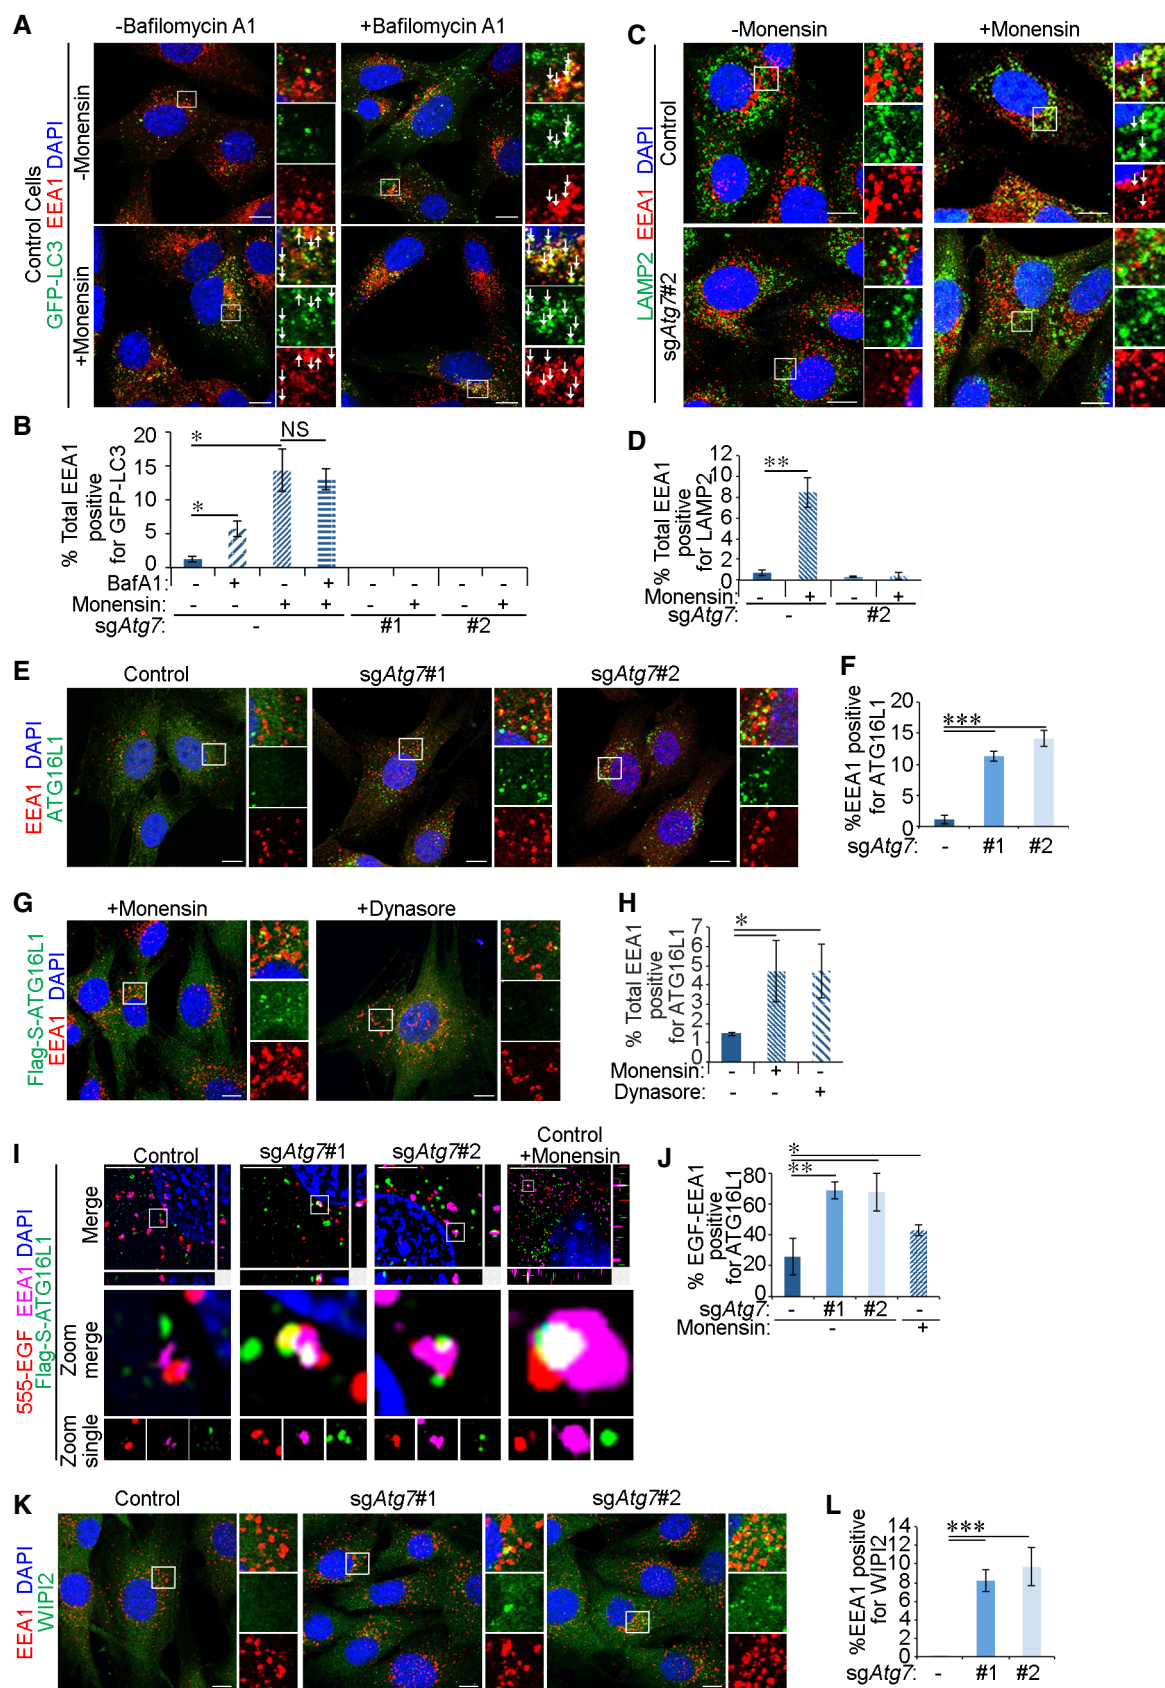 A
-Bafilomycin A1
+Bafilomycin A1
Control Cells
GFP-LC3 EEA1 DAPI
-Monensin
+Monensin
B
% Total EEA1
positive
for GFP-LC3
20
15
10
5
0
*
*
NS
BafA1: - + - + - - - -
Monensin: - - + + - + - +
sgAtg7: - #1 #2
C
-Monensin
+Monensin
LAMP2 EEA1 DAPI
Control
sgAtg7#2
D
% Total EEA1
positive
for LAMP2
12
10
8
6
4
2
0
**
Monensin: - + - +
sgAtg7: - #2
E
Control
sgAtg7#1
sgAtg7#2
EEA1 DAPI
ATG16L1
F
%EEA1 positive
for ATG16L1
20
15
10
5
0
***
sgAtg7: - #1 #2
G
+Monensin
+Dynasore
Flag-S-ATG16L1
EEA1 DAPI
H
% Total EEA1
positive
for ATG16L1
7
6
5
4
3
2
1
0
*
Monensin: - + -
Dynasore: - - +
I
Control
sgAtg7#1
sgAtg7#2
Control
+Monensin
555-EGF EEA1 DAPI
Flag-S-ATG16L1
Merge
Zoom
merge
Zoom
single
J
% EGF-EEA1
positive
for ATG16L1
80
60
40
20
0
*
**
sgAtg7: - #1 #2 -
Monensin: - +
K
Control
sgAtg7#1
sgAtg7#2
EEA1 DAPI
WIPI2
L
%EEA1 positive
for WIPI2
14
12
10
8
6
4
2
0
***
sgAtg7: - #1 #2